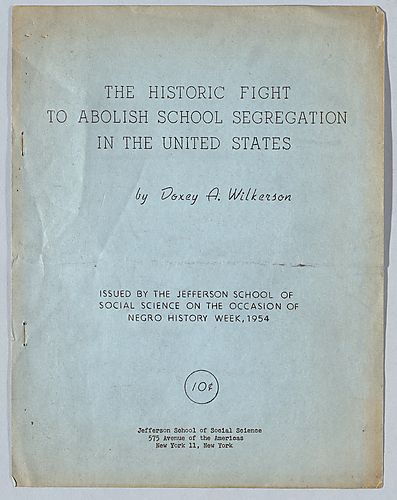 THE HISTORIC FIGHT
TO ABOLISH SCHOOL SEGREGATION
IN THE UNITED STATES
by Doxey A. Wilkerson
ISSUED BY THE JEFFERSON SCHOOL OF
SOCIAL SCIENCE ON THE OCCASION OF
NEGRO HISTORY WEEK, 1954
10¢
Jefferson School of Social Science
575 Avenue of the Americas
New York 11, New York